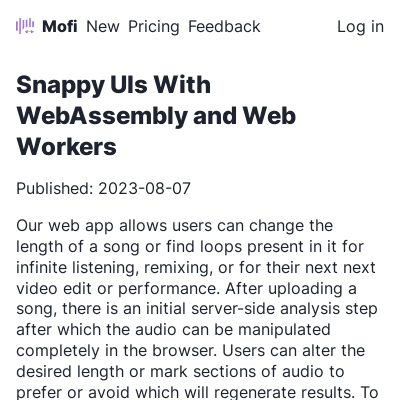 Mofi New Pricing Feedback Log in
Snappy UIs With
WebAssembly and Web
Workers
Published: 2023-08-07
Our web app allows users can change the
length of a song or find loops present in it for
infinite listening, remixing, or for their next next
video edit or performance. After uploading a
song, there is an initial server-side analysis step
after which the audio can be manipulated
completely in the browser. Users can alter the
desired length or mark sections of audio to
prefer or avoid which will regenerate results. To